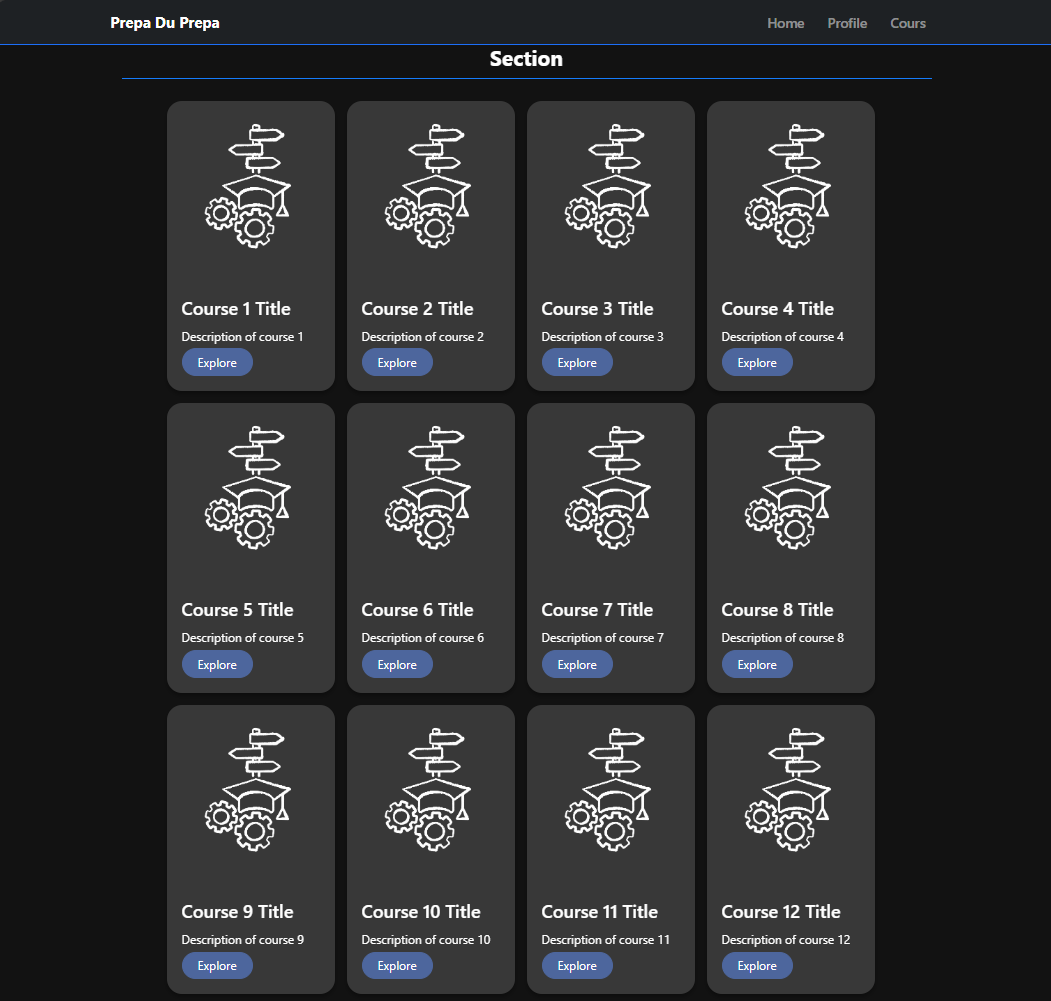 Prepa Du Prepa
Home Profile Cours
Section
Course 1 Title
Description of course 1
Explore
Course 2 Title
Description of course 2
Explore
Course 3 Title
Description of course 3
Explore
Course 4 Title
Description of course 4
Explore
Course 5 Title
Description of course 5
Explore
Course 6 Title
Description of course 6
Explore
Course 7 Title
Description of course 7
Explore
Course 8 Title
Description of course 8
Explore
Course 9 Title
Description of course 9
Explore
Course 10 Title
Description of course 10
Explore
Course 11 Title
Description of course 11
Explore
Course 12 Title
Description of course 12
Explore